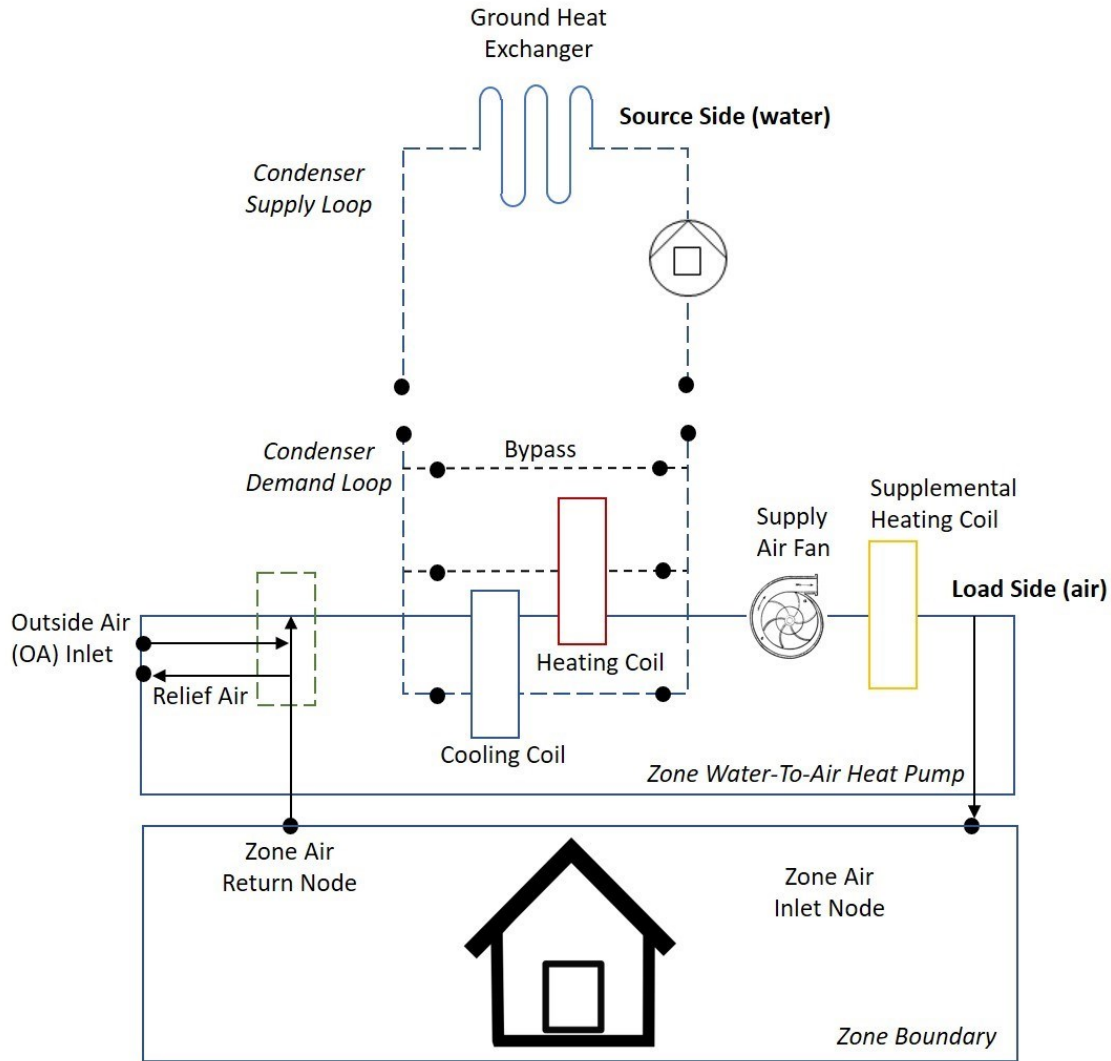 Ground Heat
Exchanger
Source Side (water)
Condenser
Supply Loop
Condenser
Demand Loop
Bypass
Supply
Air Fan
Supplemental
Heating Coil
Load Side (air)
Outside Air
(OA) Inlet
Relief Air
Heating Coil
Cooling Coil
Zone Water-To-Air Heat Pump
Zone Air
Return Node
Zone Air
Inlet Node
Zone Boundary